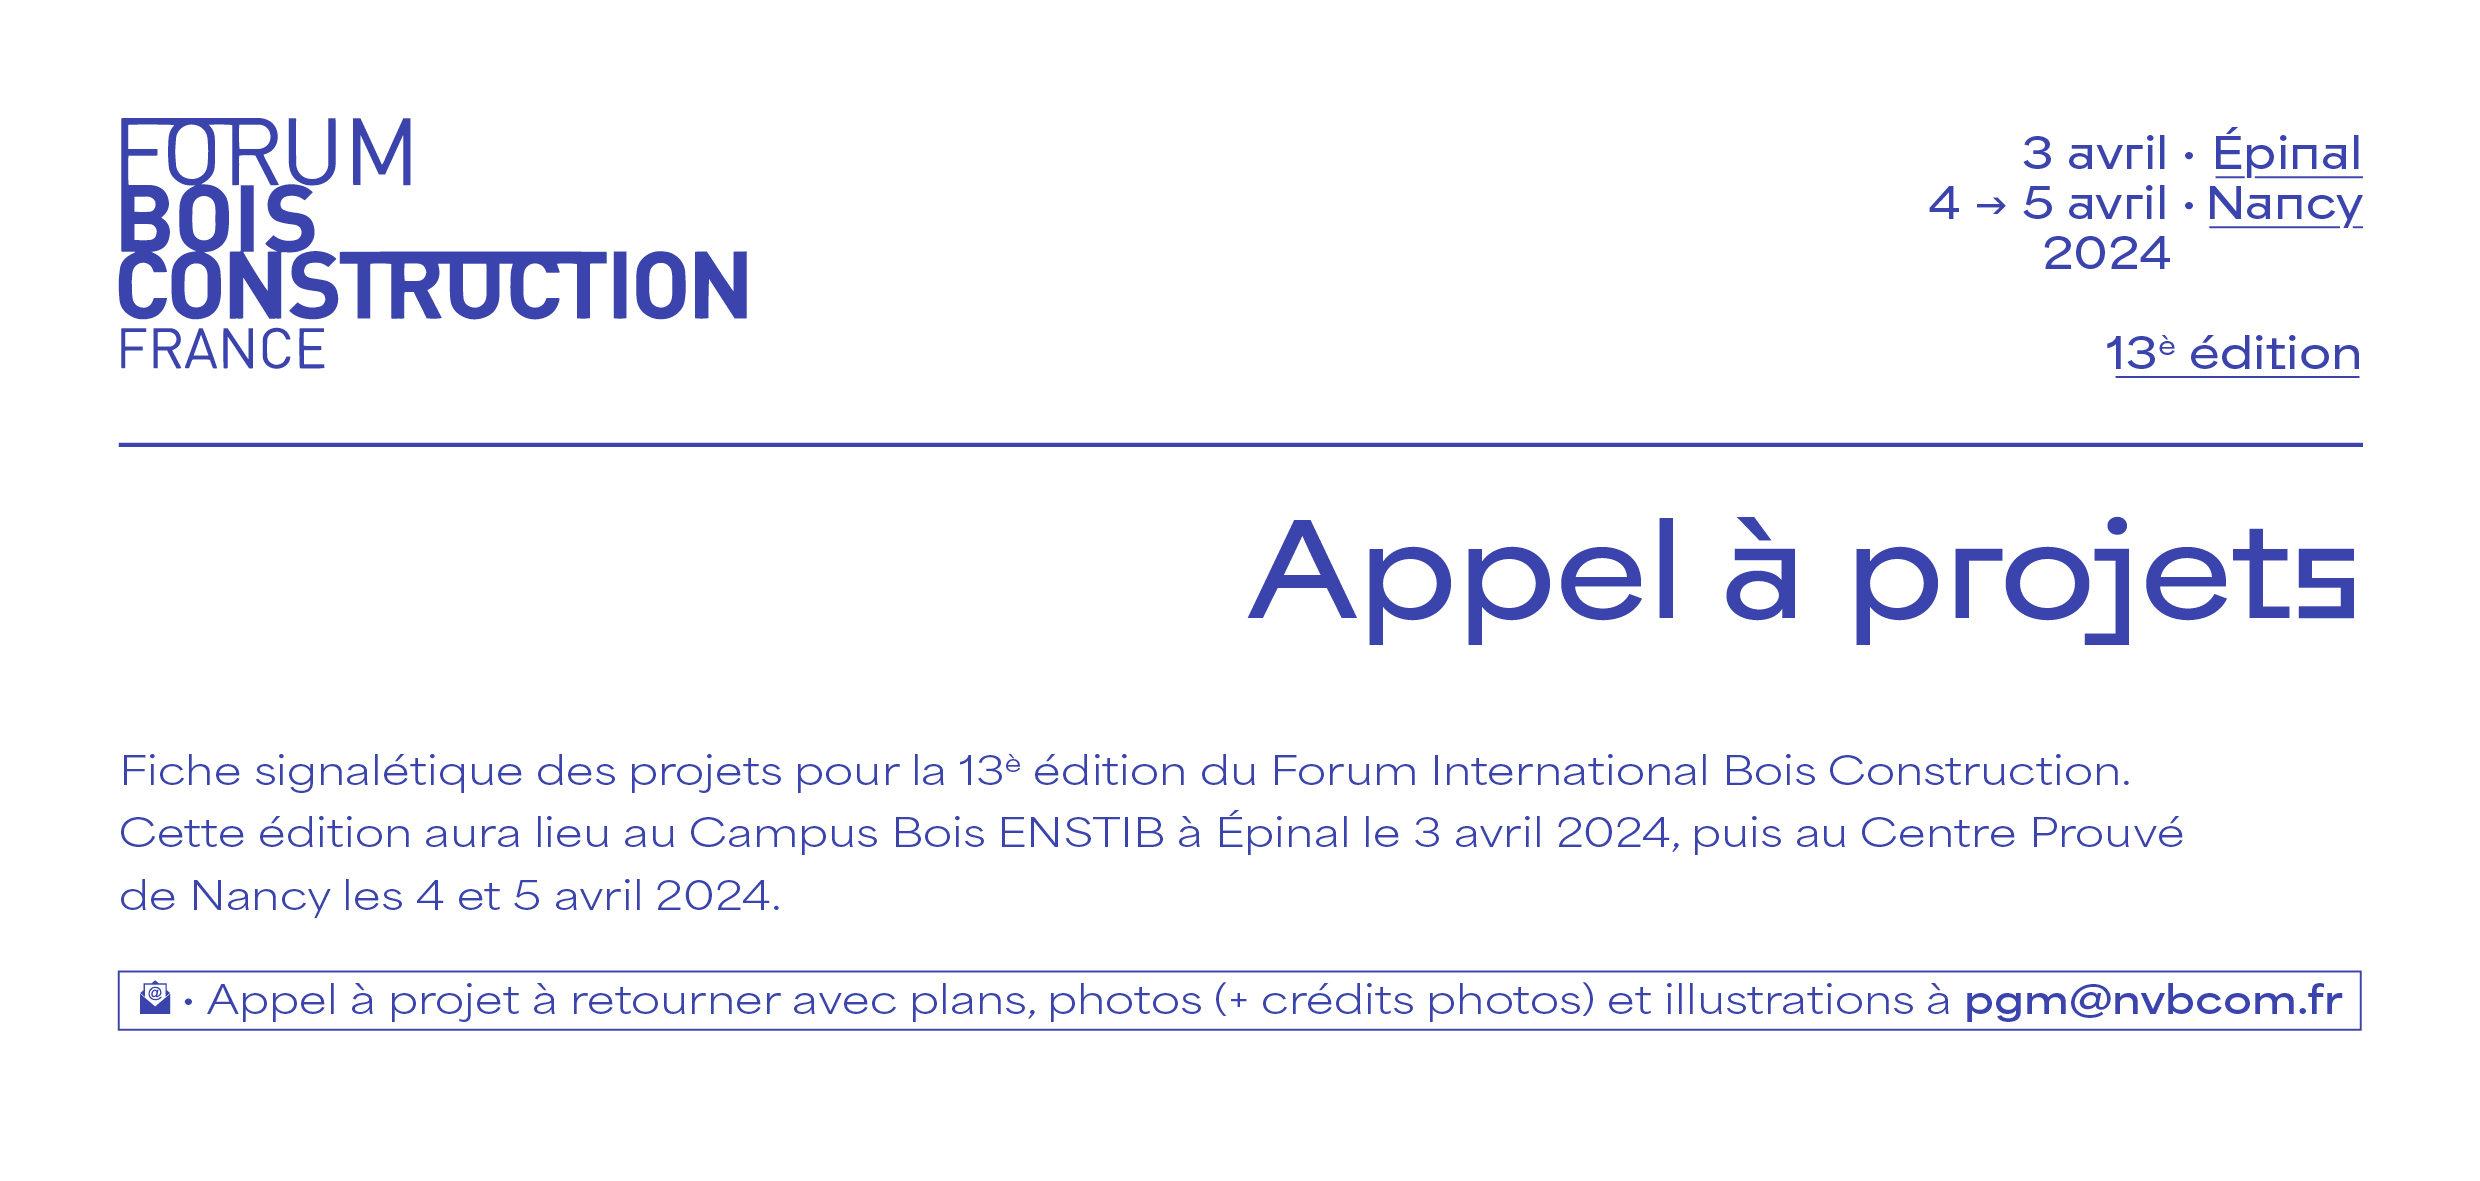 FORUM
BOIS
CONSTRUCTION
FRANCE
3 avril · Épinal
4 → 5 avril · Nancy
2024
13è édition
Appel à projets
Fiche signalétique des projets pour la 13è édition du Forum International Bois Construction.
Cette édition aura lieu au Campus Bois ENSTIB à Épinal le 3 avril 2024, puis au Centre Prouvé
de Nancy les 4 et 5 avril 2024.
@ · Appel à projet à retourner avec plans, photos (+ crédits photos) et illustrations à pgm@nvbcom.fr